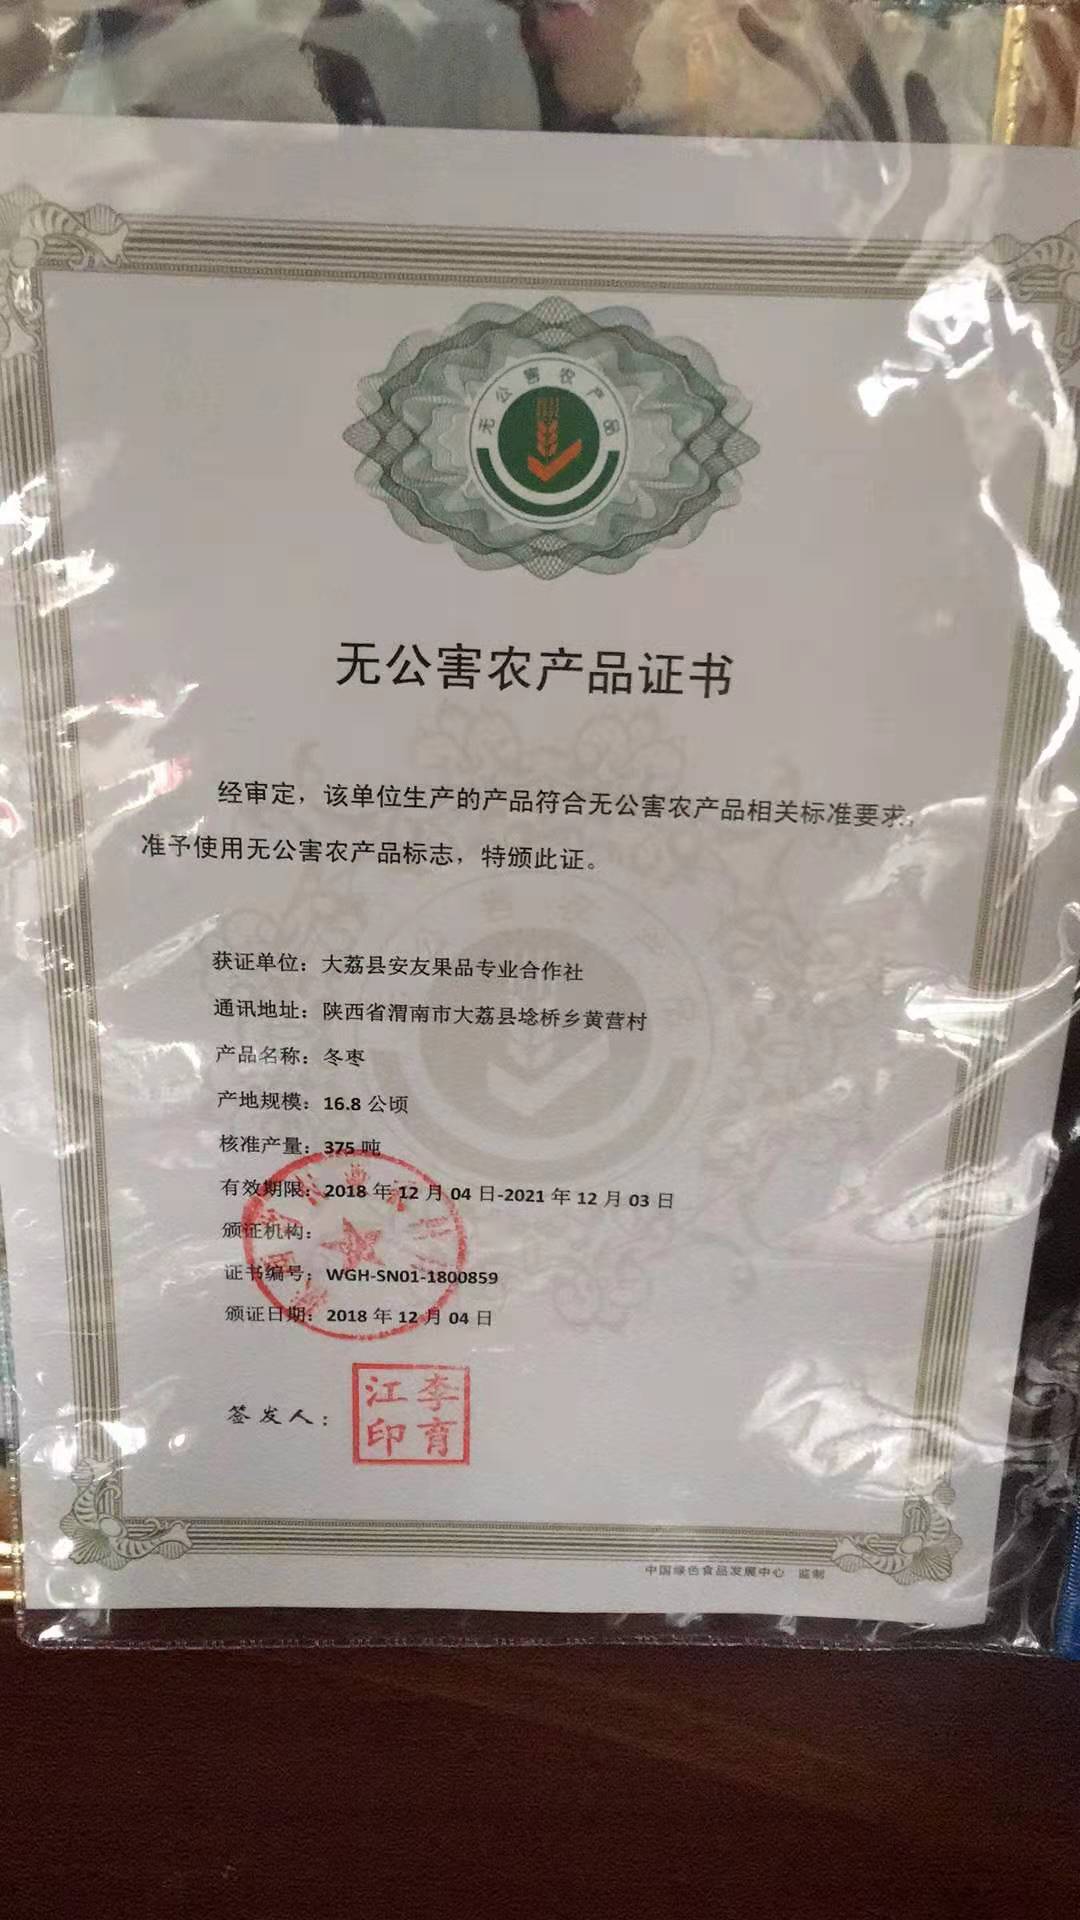 无公害农产品
无公害农产品证书
经审定，该单位生产的产品符合无公害农产品相关标准要求，
准予使用无公害农产品标志，特颁此证。
获证单位：大荔县安友果品专业合作社
通讯地址：陕西省渭南市大荔县埝桥乡黄营村
产品名称：冬枣
产地规模：16.8 公顷
核准产量：375 吨
有效期限：2018 年 12 月 04 日-2021 年 12 月 03 日
颁证机构：
证书编号：WGH-SN01-1800859
颁证日期：2018 年 12 月 04 日
签发人：
李育江印
中国绿色食品发展中心 监制